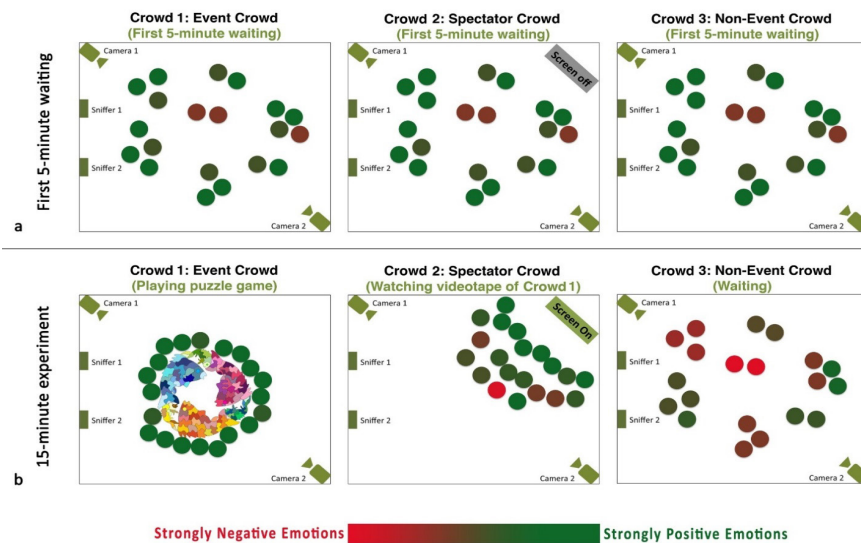 First 5-minute waiting
a
Crowd 1: Event Crowd
(First 5-minute waiting)
Camera 1
Sniffer 1
Sniffer 2
Camera 2
Crowd 2: Spectator Crowd
(First 5-minute waiting)
Camera 1
Screen off
Sniffer 1
Sniffer 2
Camera 2
Crowd 3: Non-Event Crowd
(First 5-minute waiting)
Camera 1
Sniffer 1
Sniffer 2
Camera 2
15-minute experiment
b
Crowd 1: Event Crowd
(Playing puzzle game)
Camera 1
Sniffer 1
Sniffer 2
Camera 2
Crowd 2: Spectator Crowd
(Watching videotape of Crowd 1)
Camera 1
Screen On
Sniffer 1
Sniffer 2
Camera 2
Crowd 3: Non-Event Crowd
(Waiting)
Camera 1
Sniffer 1
Sniffer 2
Camera 2
Strongly Negative Emotions
Strongly Positive Emotions